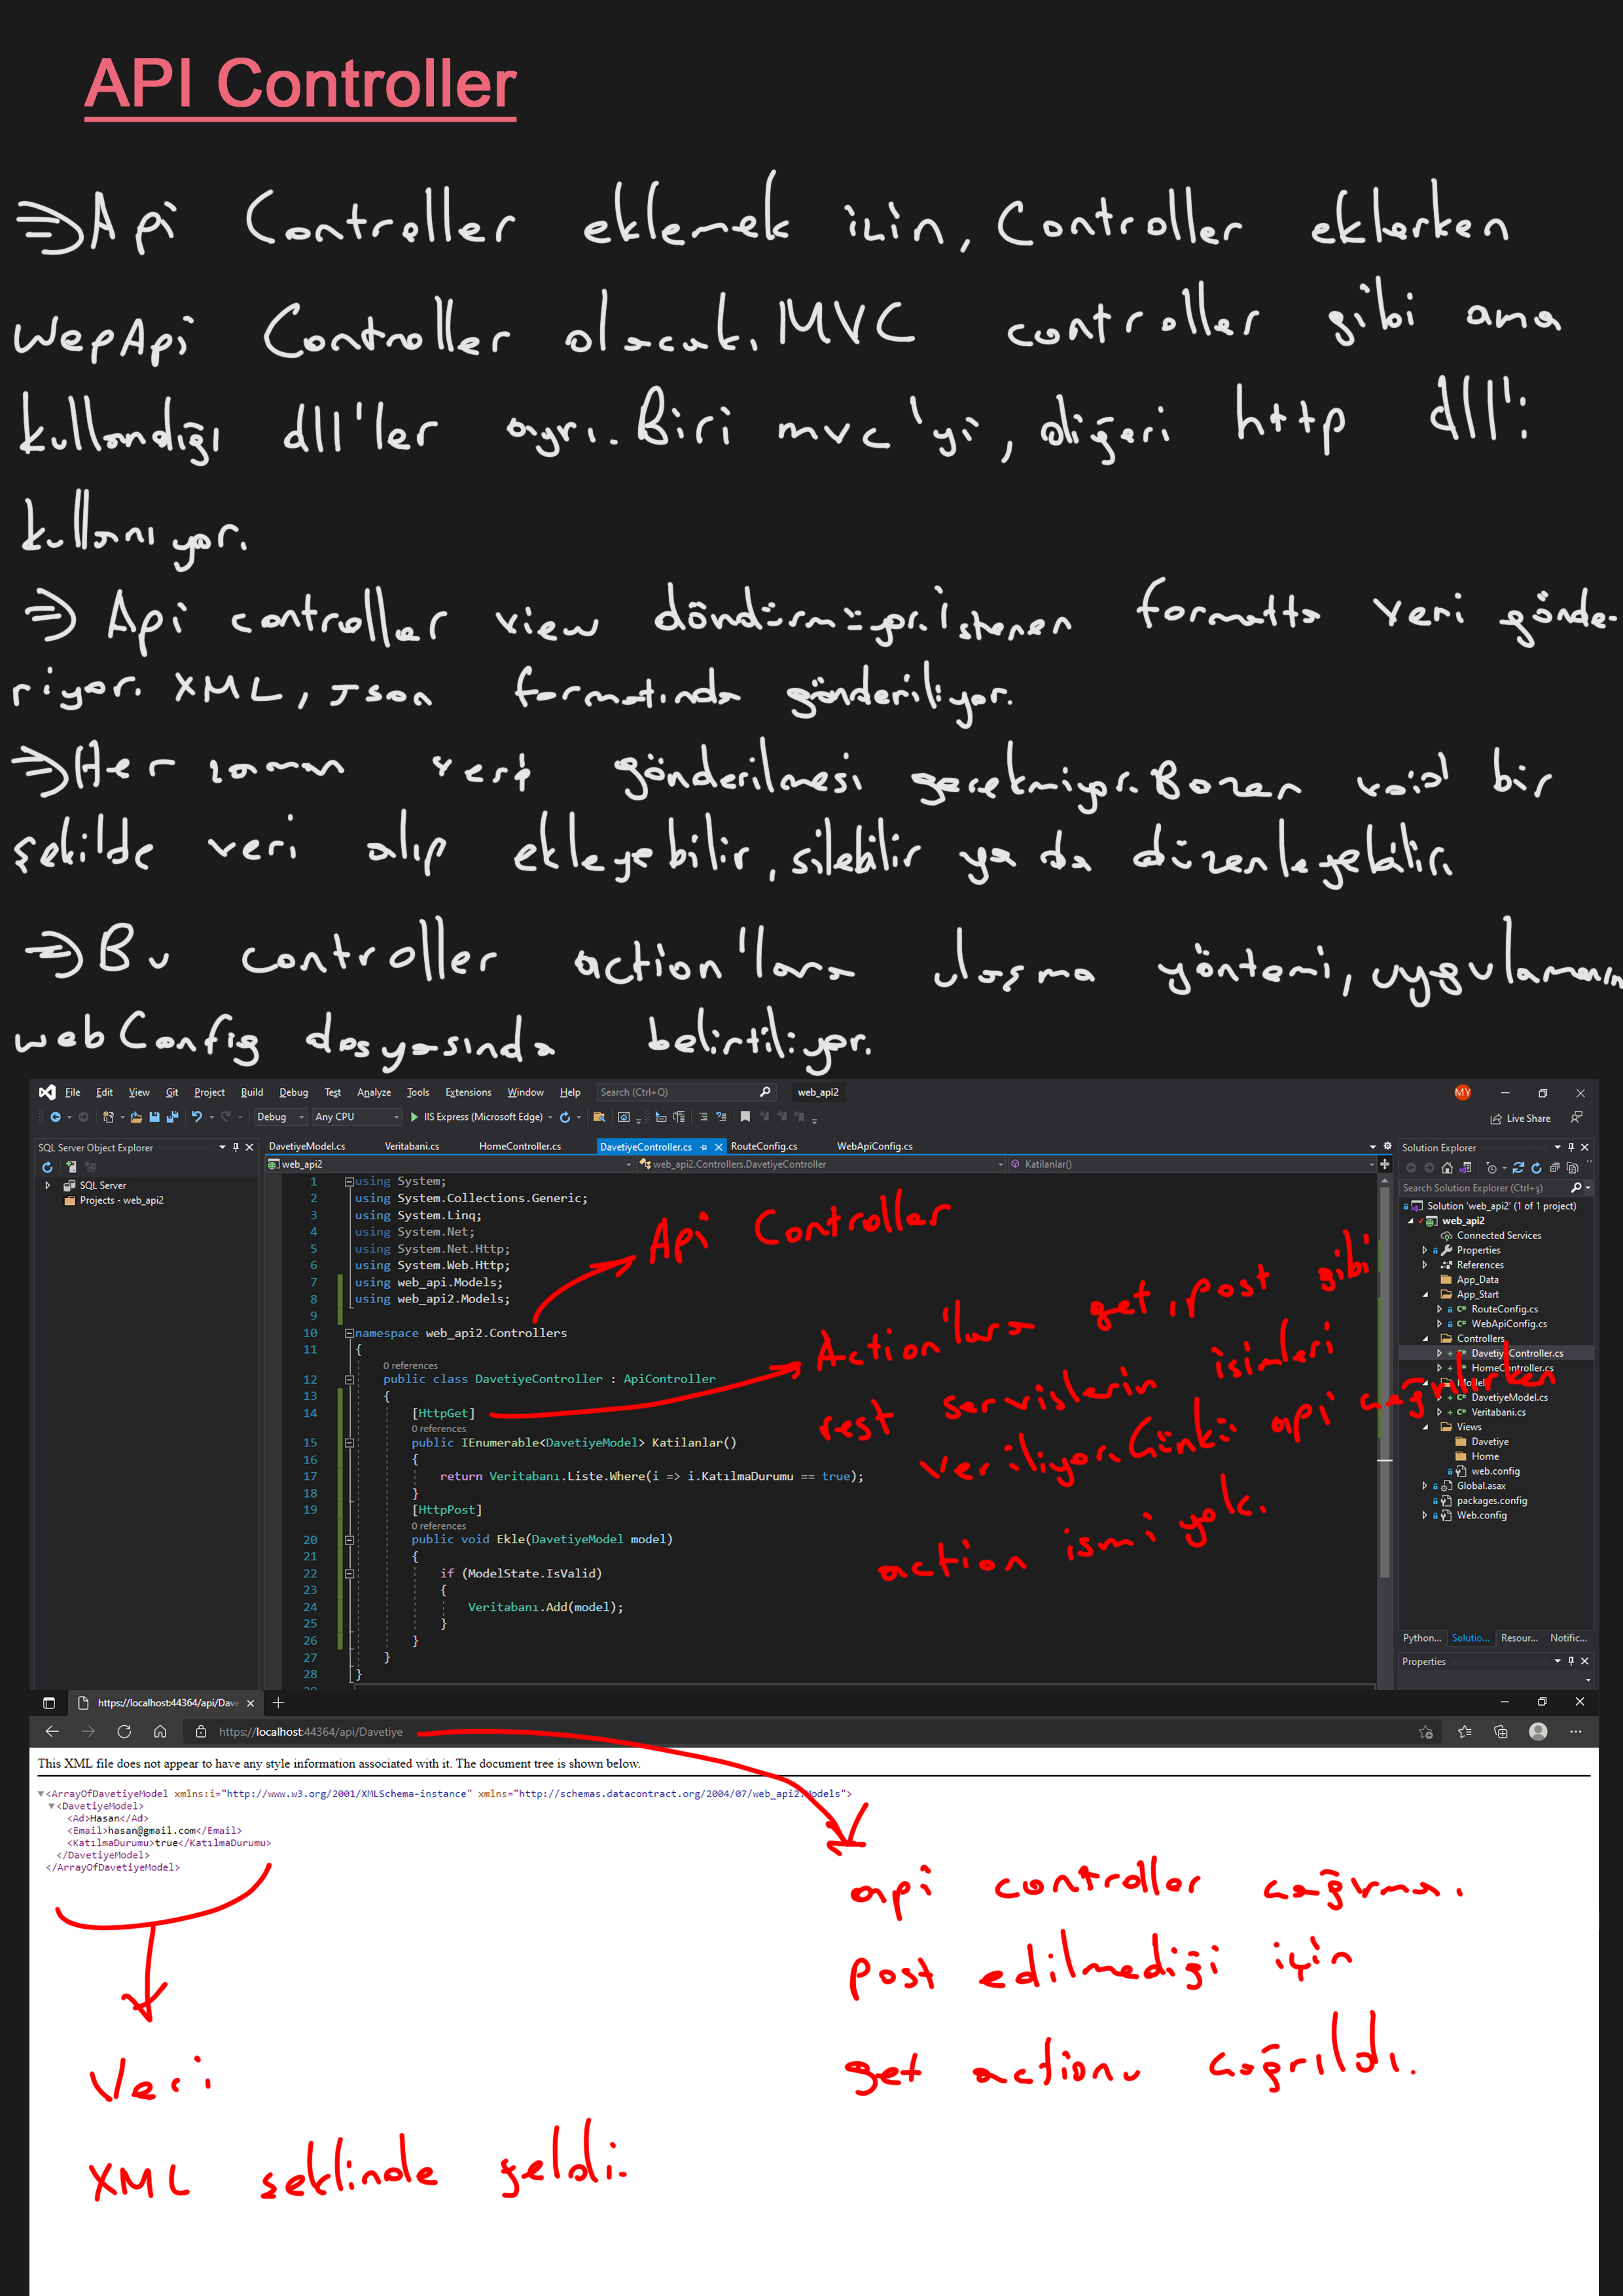 API Controller
⇒Api Controller eklemek için, Controller eklerken
WepApi Controller olacak. MVC controller gibi ama
kullandığı dll'ler ayrı. Biri mvc'yi, diğeri http dll'i
kullanıyor.
⇒ Api controller view döndürmüyor. İstenen formatta veri gönde-
riyor. XML, Json formatında gönderiliyor.
⇒Her zaman veri gönderilmesi gerekmiyor. Bazen void bir
şekilde veri alıp ekleyebilir, silebilir ya da düzenleyebilir.
⇒Bu controller action'lara ulaşma yöntemi, uygulamanın
webConfig dosyasında belirtiliyor.
File Edit View Git Project Build Debug Test Analyze Tools Extensions Window Help Search (Ctrl+Q) web_api2 MY
Debug Any CPU IIS Express (Microsoft Edge) Live Share
SQL Server Object Explorer
SQL Server
Projects - web_api2
DavetiyeModel.cs Veritabani.cs HomeController.cs DavetiyeController.cs RouteConfig.cs WebApiConfig.cs
web_api2 web_api2.Controllers.DavetiyeController Katilanlar()
1 using System;
2 using System.Collections.Generic;
3 using System.Linq;
4 using System.Net;
5 using System.Net.Http;
6 using System.Web.Http;
7 using web_api.Models;
8 using web_api2.Models;
9
10 namespace web_api2.Controllers
11 {
0 references
12 public class DavetiyeController : ApiController
13 {
14 [HttpGet]
0 references
15 public IEnumerable<DavetiyeModel> Katilanlar()
16 {
17 return Veritabanı.Liste.Where(i => i.KatılmaDurumu == true);
18 }
19 [HttpPost]
0 references
20 public void Ekle(DavetiyeModel model)
21 {
22 if (ModelState.IsValid)
23 {
24 Veritabanı.Add(model);
25 }
26 }
27 }
28 }
Api Controller
Action'lara get, post gibi
rest servislerin isimleri
veriliyor. Çünkü api çağrılırken
action ismi yok.
Solution Explorer
Search Solution Explorer (Ctrl+ş)
Solution 'web_api2' (1 of 1 project)
web_api2
Connected Services
Properties
References
App_Data
App_Start
RouteConfig.cs
WebApiConfig.cs
Controllers
DavetiyeController.cs
HomeController.cs
Models
DavetiyeModel.cs
Veritabani.cs
Views
Davetiye
Home
web.config
Global.asax
packages.config
Web.config
Python... Solutio... Resour... Notific...
Properties
https://localhost:44364/api/Dave
https://localhost:44364/api/Davetiye
This XML file does not appear to have any style information associated with it. The document tree is shown below.
<ArrayOfDavetiyeModel xmlns:i="http://www.w3.org/2001/XMLSchema-instance" xmlns="http://schemas.datacontract.org/2004/07/web_api2.Models">
<DavetiyeModel>
<Ad>Hasan</Ad>
<Email>hasan@gmail.com</Email>
<KatılmaDurumu>true</KatılmaDurumu>
</DavetiyeModel>
</ArrayOfDavetiyeModel>
api controller çağırma.
post edilmediği için
get actionu çağrıldı.
Veri
XML şeklinde geldi.